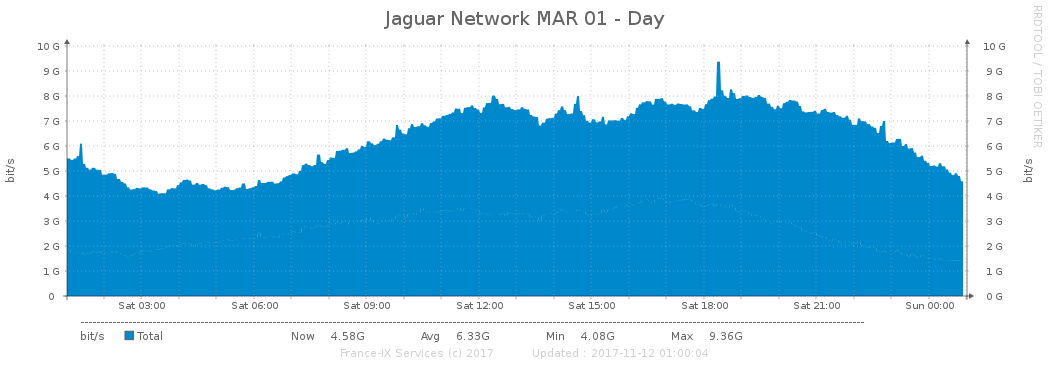 Jaguar Network MAR 01 - Day
RRDTOOL / TOBI OETIKER
bit/s
10 G
9 G
8 G
7 G
6 G
5 G
4 G
3 G
2 G
1 G
0
10 G
9 G
8 G
7 G
6 G
5 G
4 G
3 G
2 G
1 G
0 G
bit/s
Sat 03:00 Sat 06:00 Sat 09:00 Sat 12:00 Sat 15:00 Sat 18:00 Sat 21:00 Sun 00:00
bit/s Total Now 4.58G Avg 6.33G Min 4.08G Max 9.36G
France-IX Services (c) 2017 Updated : 2017-11-12 01:00:04